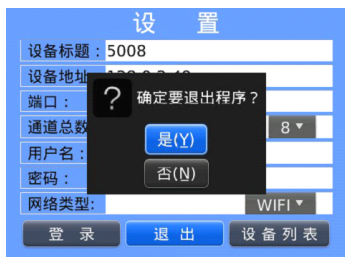 设 置
设备标题：5008
设备地址
端口：
通道总数 8
用户名：
密码：
网络类型: WIFI
? 确定要退出程序？
是(Y)
否(N)
登 录 退 出 设备列表